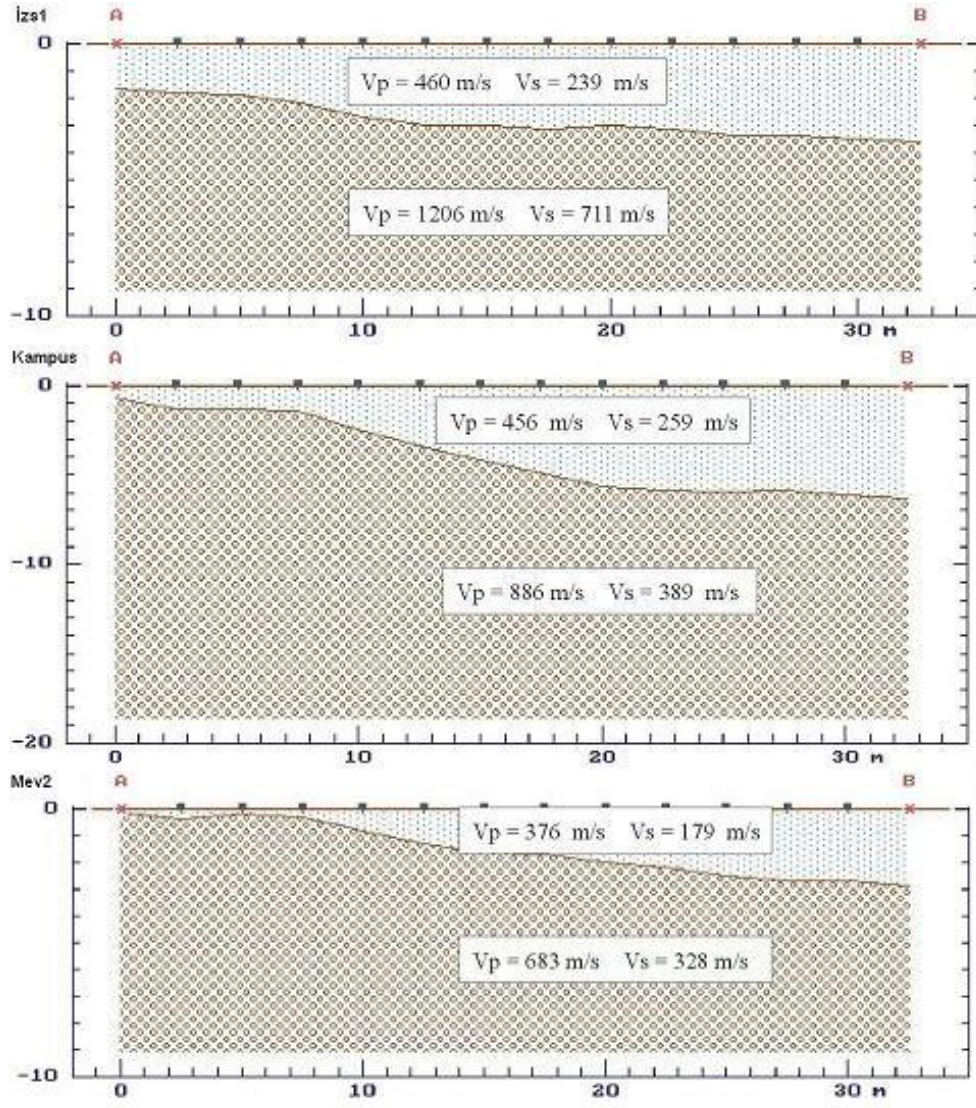 İzs1
A B
0
Vp = 460 m/s Vs = 239 m/s
Vp = 1206 m/s Vs = 711 m/s
-10
0 10 20 30 m
Kampus
A B
0
Vp = 456 m/s Vs = 259 m/s
-10
Vp = 886 m/s Vs = 389 m/s
-20
0 10 20 30 m
Mev2
A B
0
Vp = 376 m/s Vs = 179 m/s
Vp = 683 m/s Vs = 328 m/s
-10
0 10 20 30 m